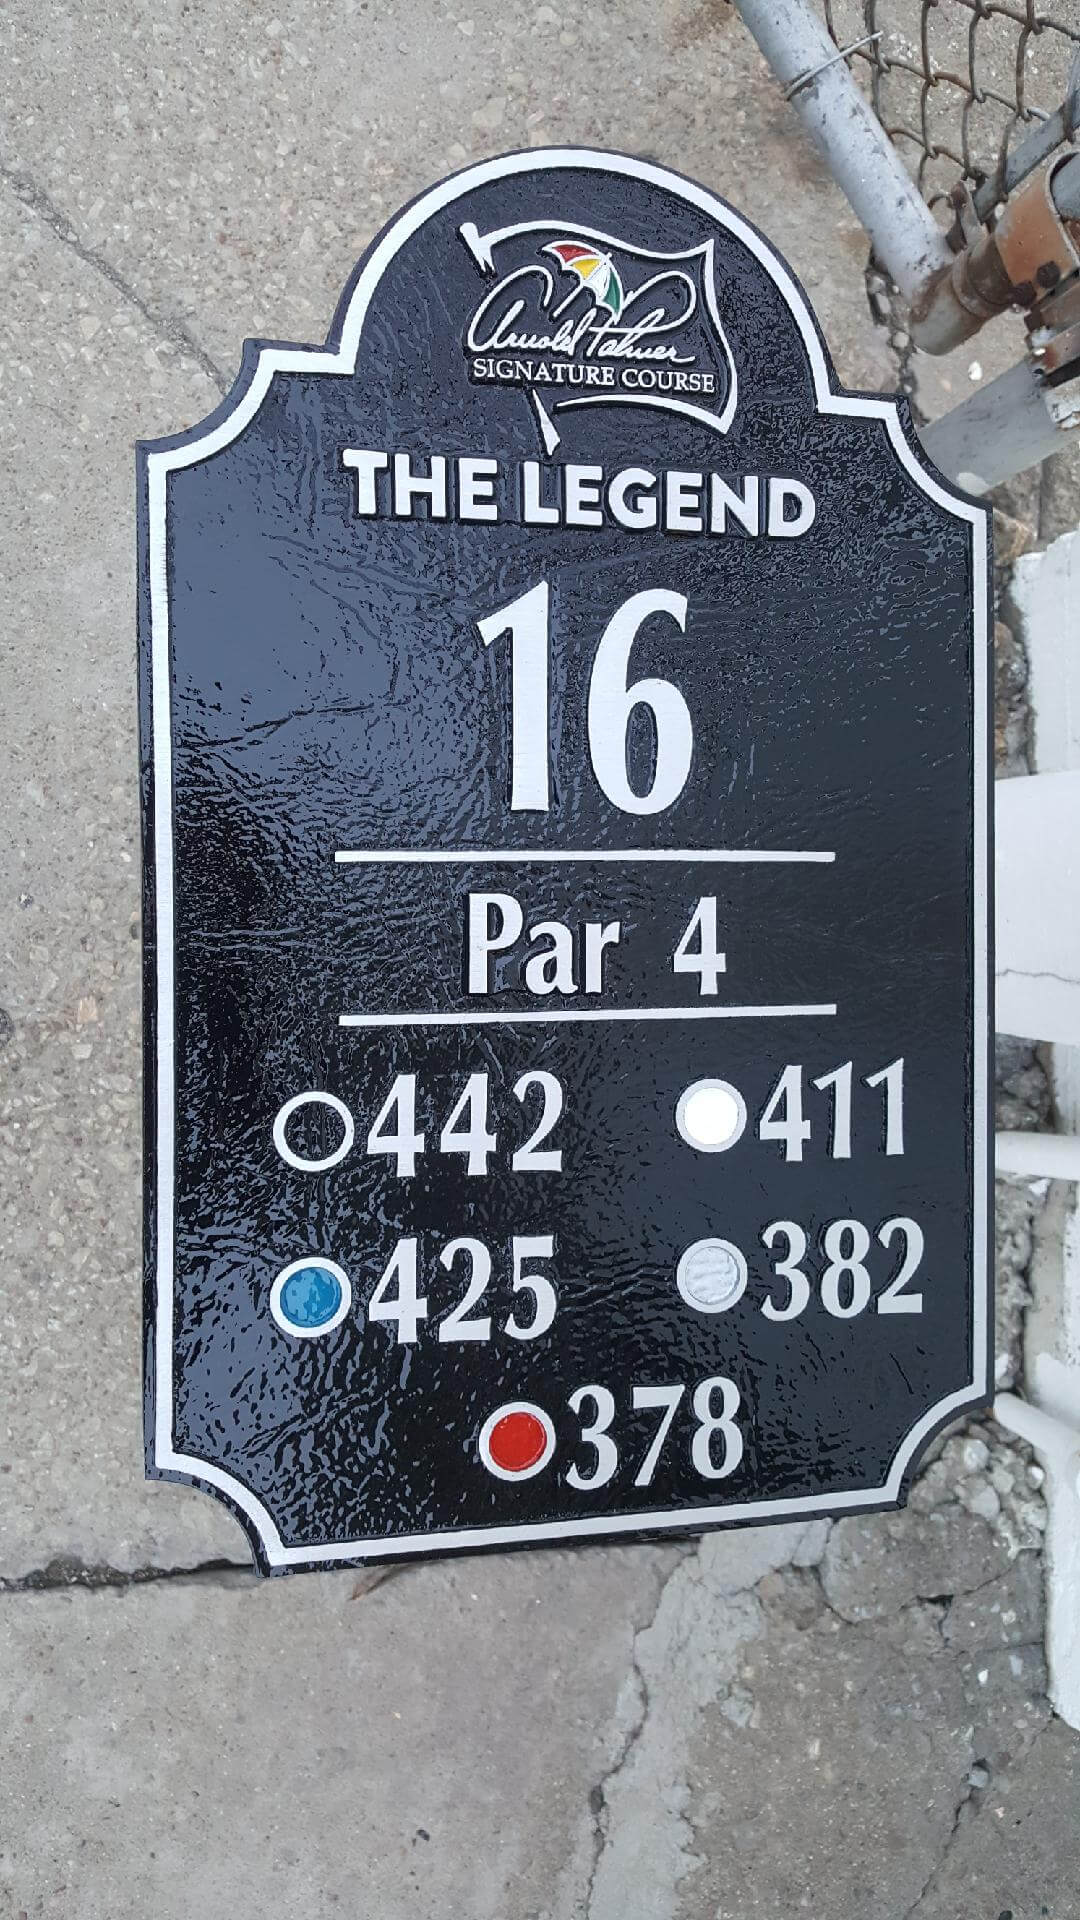 Arnold Palmer
SIGNATURE COURSE
THE LEGEND
16
Par 4
442 411
425 382
378